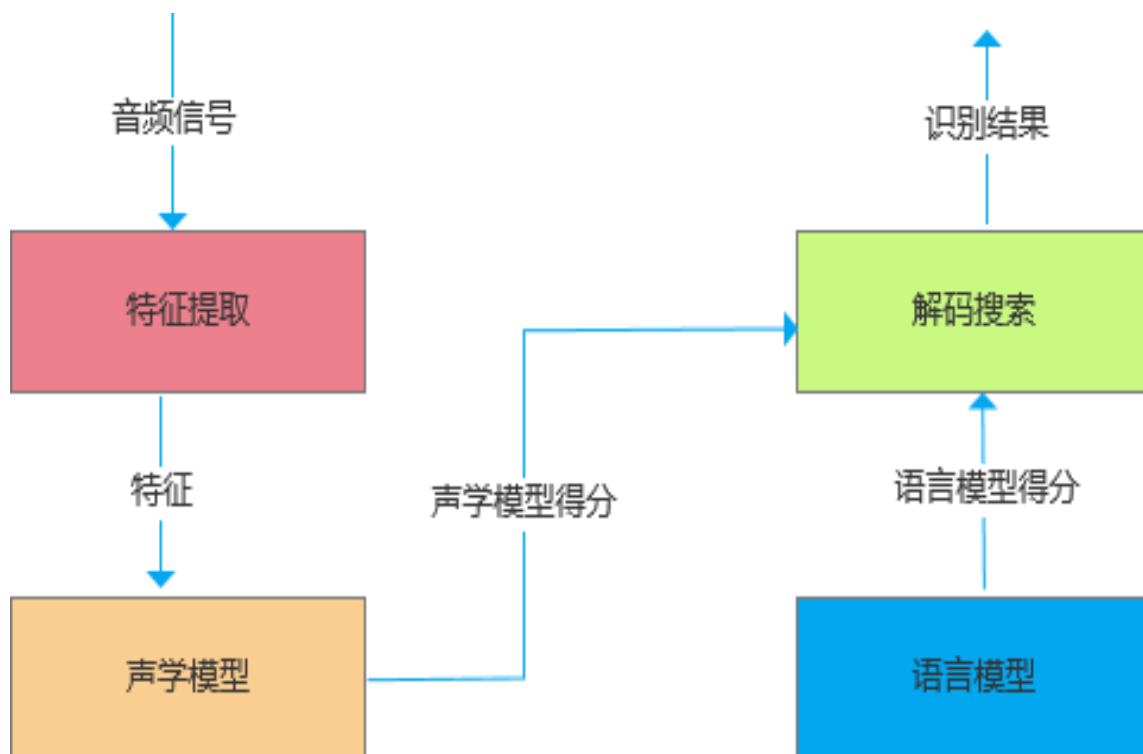 音频信号
识别结果
特征提取
解码搜索
特征
声学模型得分
语言模型得分
声学模型
语言模型